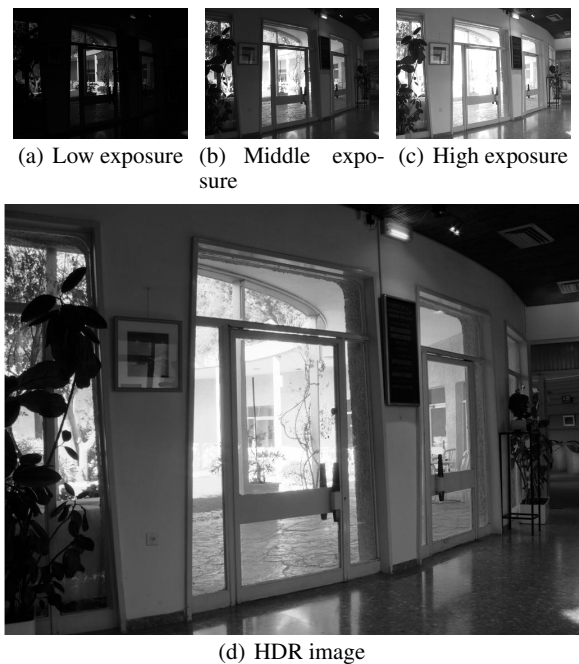 (a) Low exposure
(b) Middle expo-
sure
(c) High exposure
(d) HDR image